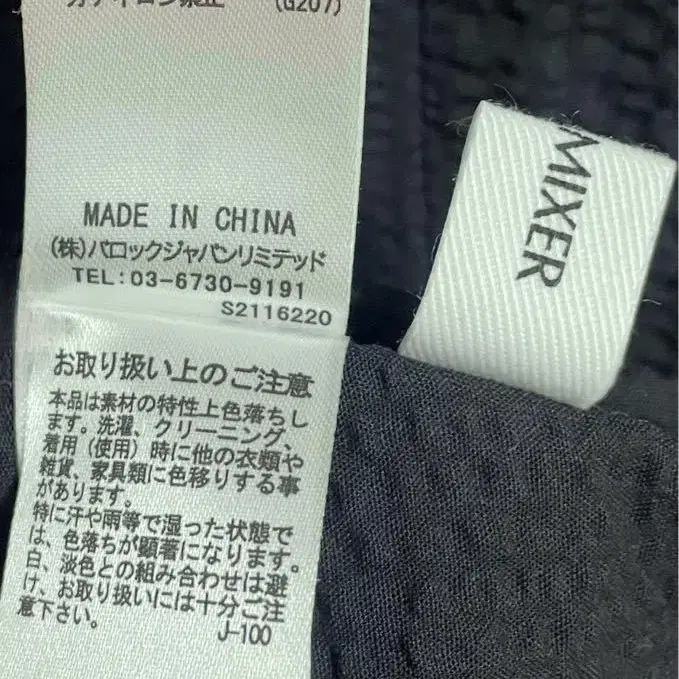 (G207)
MADE IN CHINA
(株)バロックジャパンリミテッド
TEL:03-6730-9191
S2116220
お取り扱い上のご注意
本品は素材の特性上色落ちし
ます。洗濯、クリーニング、
着用(使用)時に他の衣類や
雑貨、家具類に色移りする事
があります。
特に汗や雨等で湿った状態で
は、色落ちが顕著になります。
白、淡色との組み合わせは避
け、お取り扱いには十分ご注
意下さい。
J-100
MIXER